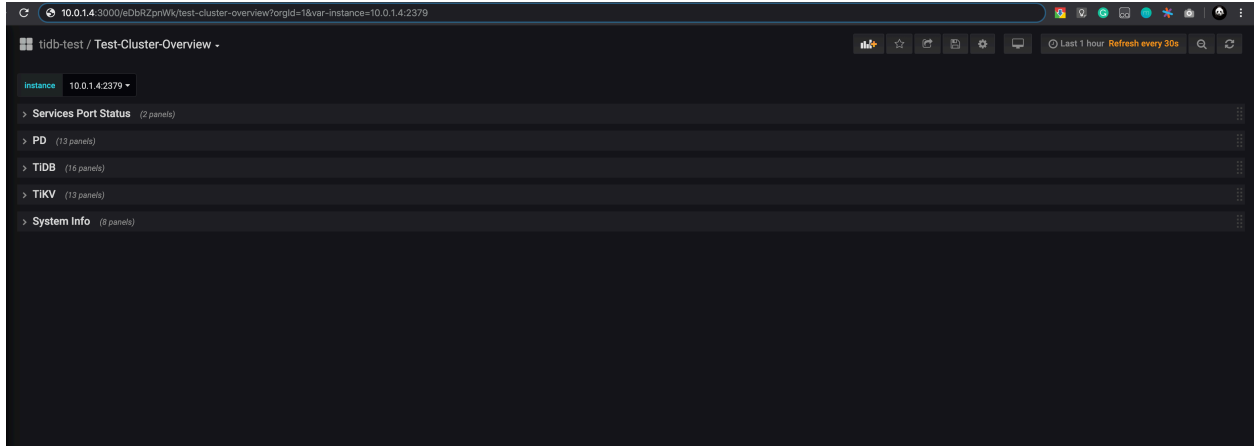 10.0.1.4:3000/eDbRZpnWk/test-cluster-overview?orgId=1&var-instance=10.0.1.4:2379
tidb-test / Test-Cluster-Overview
Last 1 hour Refresh every 30s
instance 10.0.1.4:2379
Services Port Status (2 panels)
PD (13 panels)
TiDB (16 panels)
TiKV (13 panels)
System Info (8 panels)